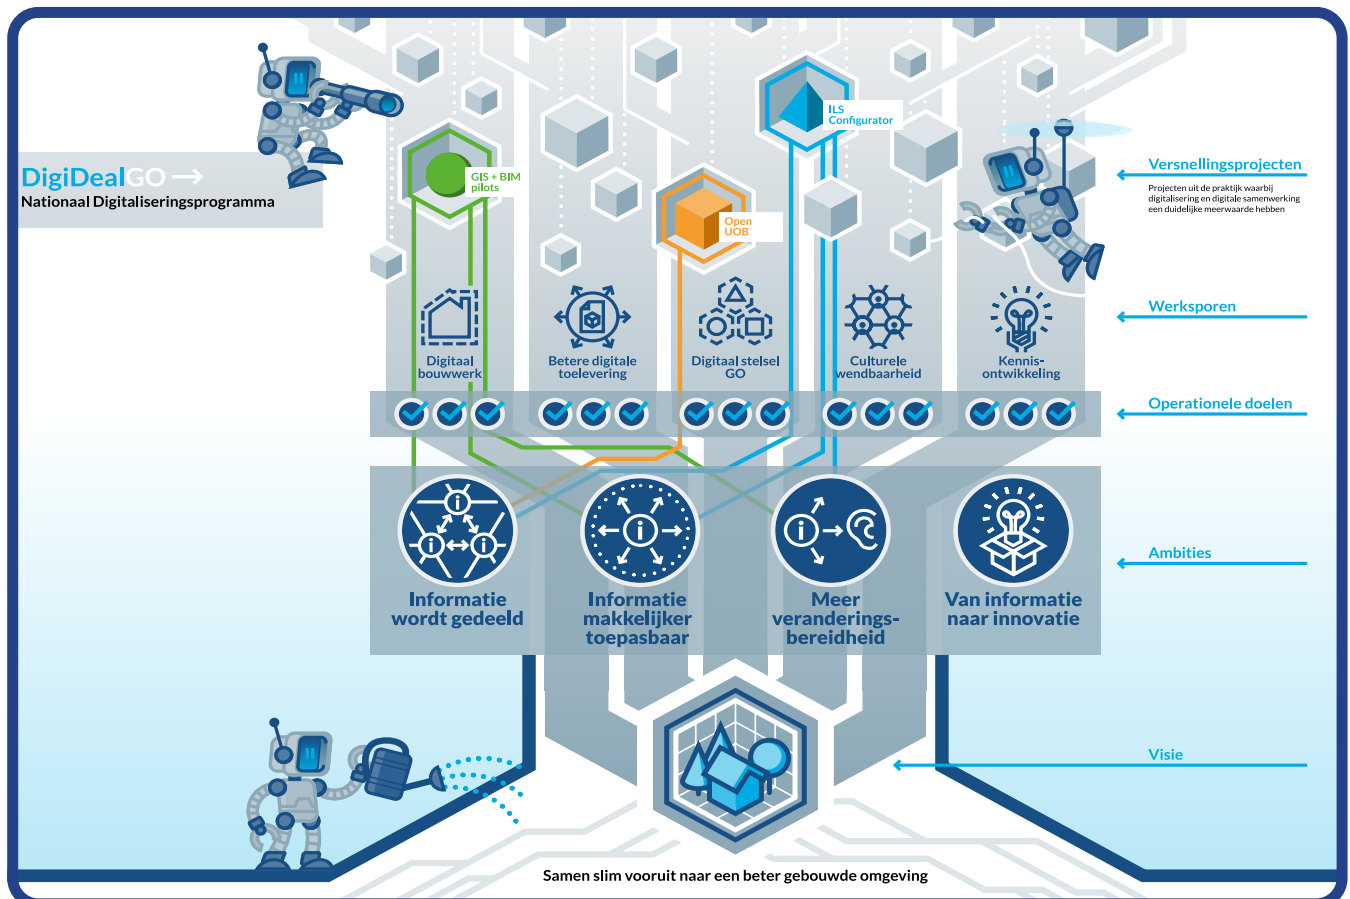 DigiDealGO
Nationaal Digitaliseringsprogramma
ILS
Configurator
GIS + BIM
pilots
Open
UOB
Versnellingsprojecten
Projecten uit de praktijk waarbij
digitalisering en digitale samenwerking
een duidelijke meerwaarde hebben
Werksporen
Digitaal
bouwwerk
Betere digitale
toelevering
Digitaal stelsel
GO
Culturele
wendbaarheid
Kennis-
ontwikkeling
Operationele doelen
Ambities
Informatie
wordt gedeeld
Informatie
makkelijker
toepasbaar
Meer
veranderings-
bereidheid
Van informatie
naar innovatie
Visie
Samen slim vooruit naar een beter gebouwde omgeving